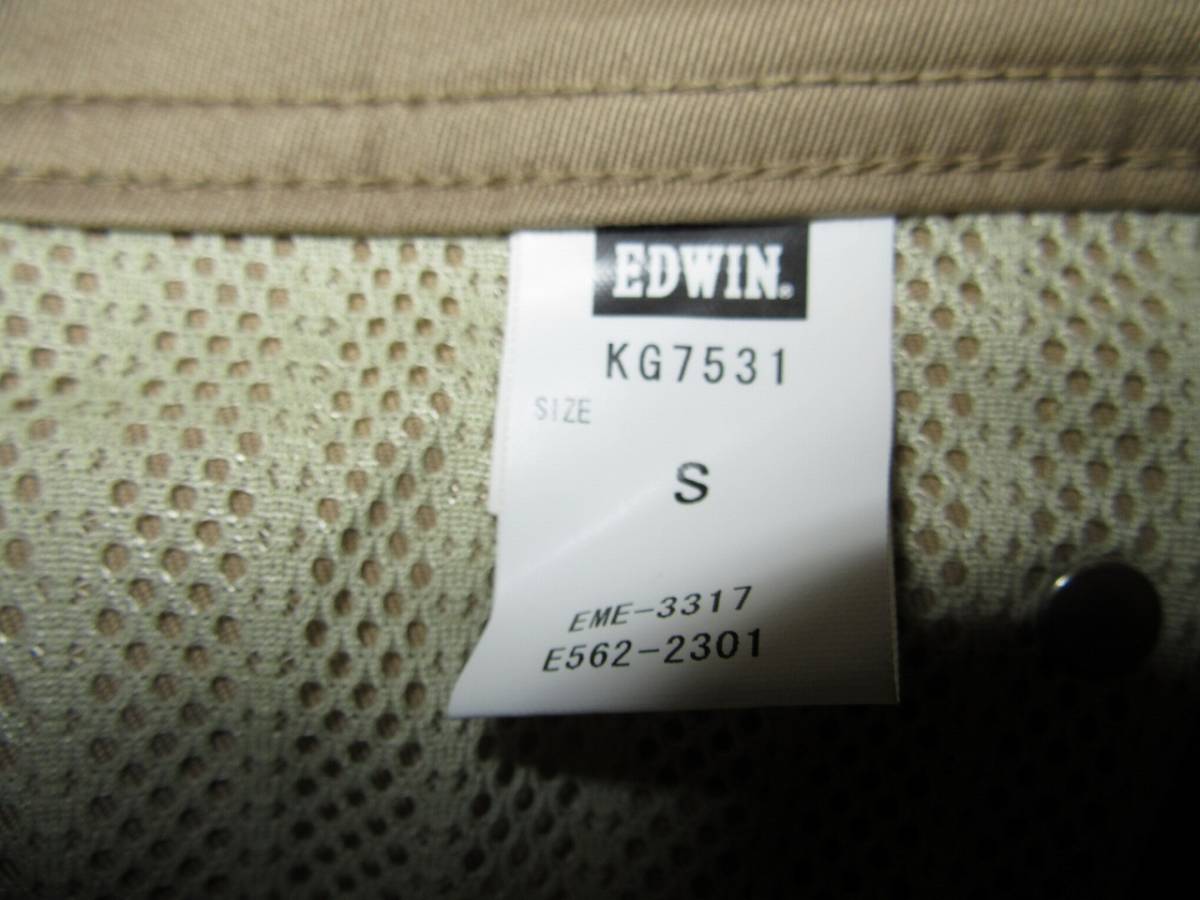 EDWIN®
KG7531
SIZE
S
EME-3317
E562-2301